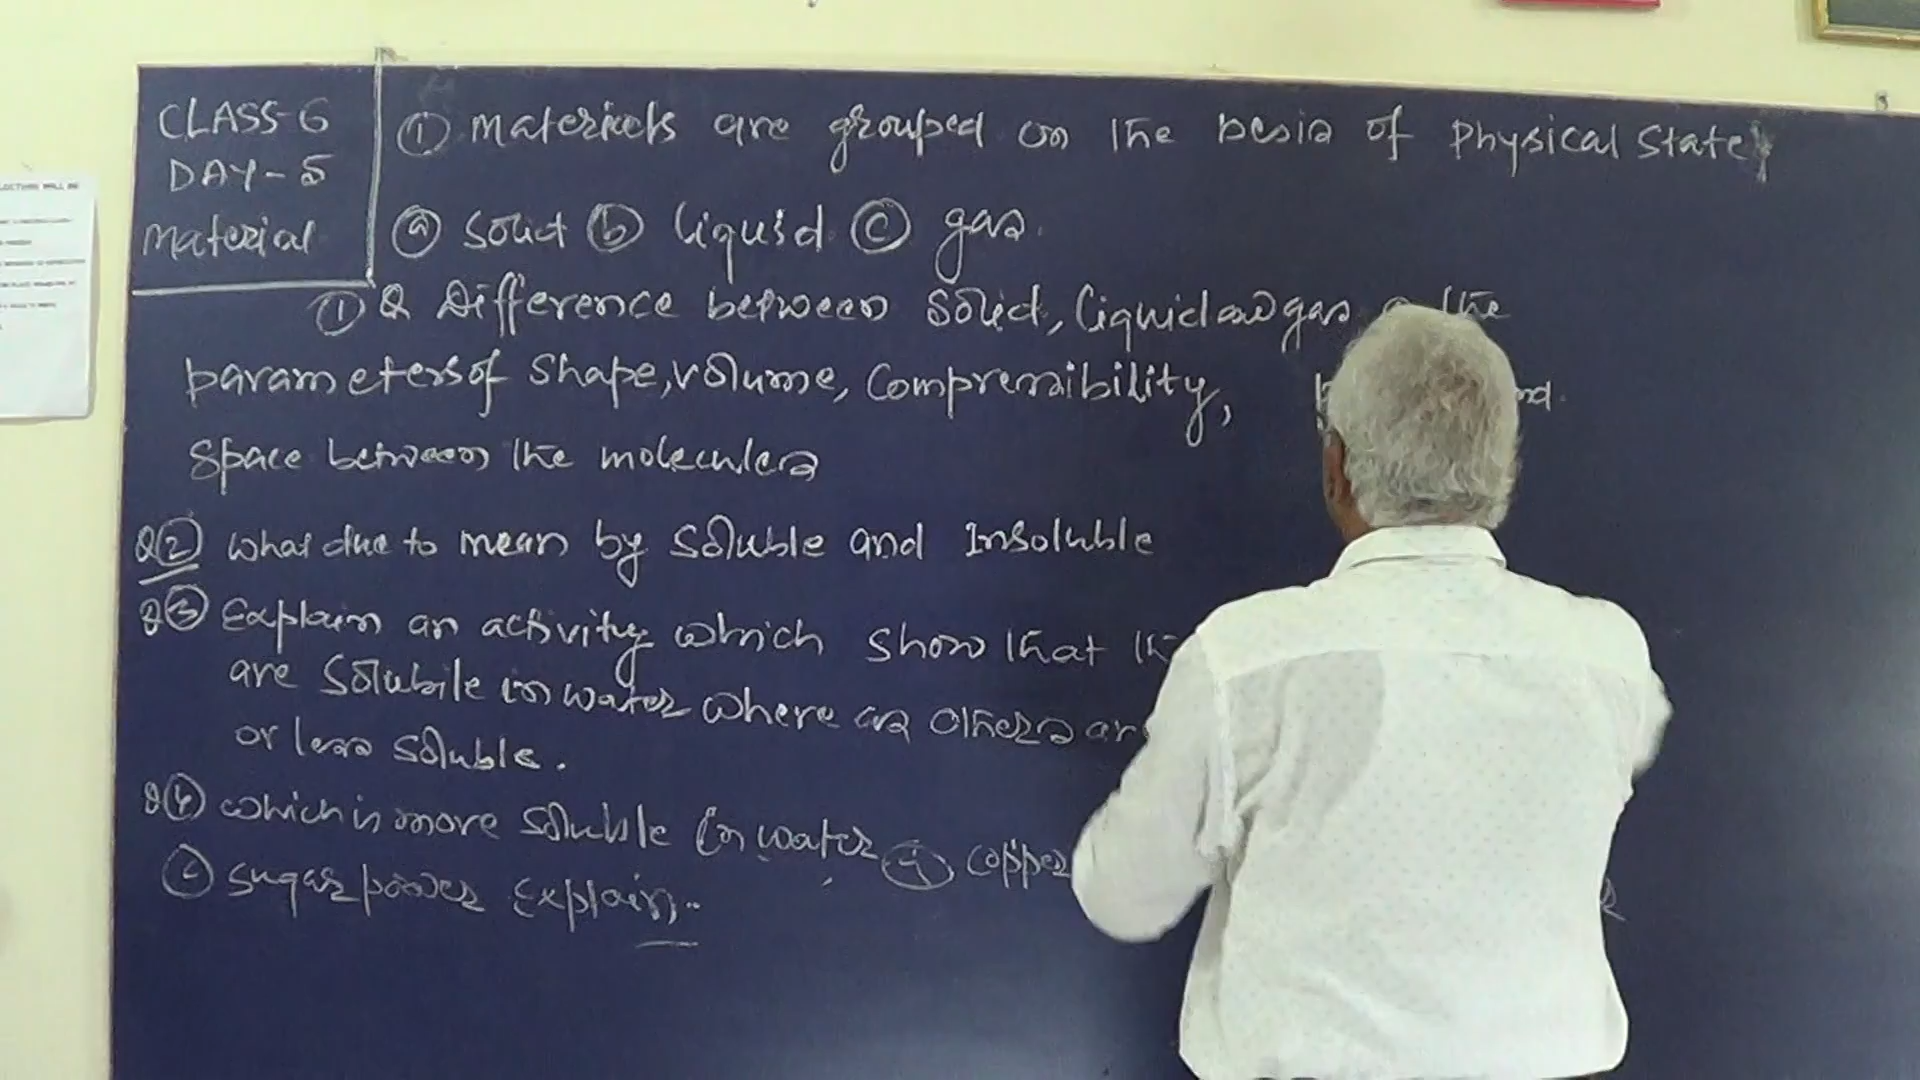 CLASS-6
DAY-5
Material
① Materials are grouped on the basis of Physical State
ⓐ Solid ⓑ liquid ⓒ gas.
① Q Difference between Solid, liquid and gas the
parameters of Shape, volume, Compressibility,
Space between the molecules
Q② What due to mean by Soluble and Insoluble
Q③ Explain an activity which show that
are Solubile in water where as others
or less soluble.
Q④ which is more soluble in water, copper
ⓒ sugar power Explain..